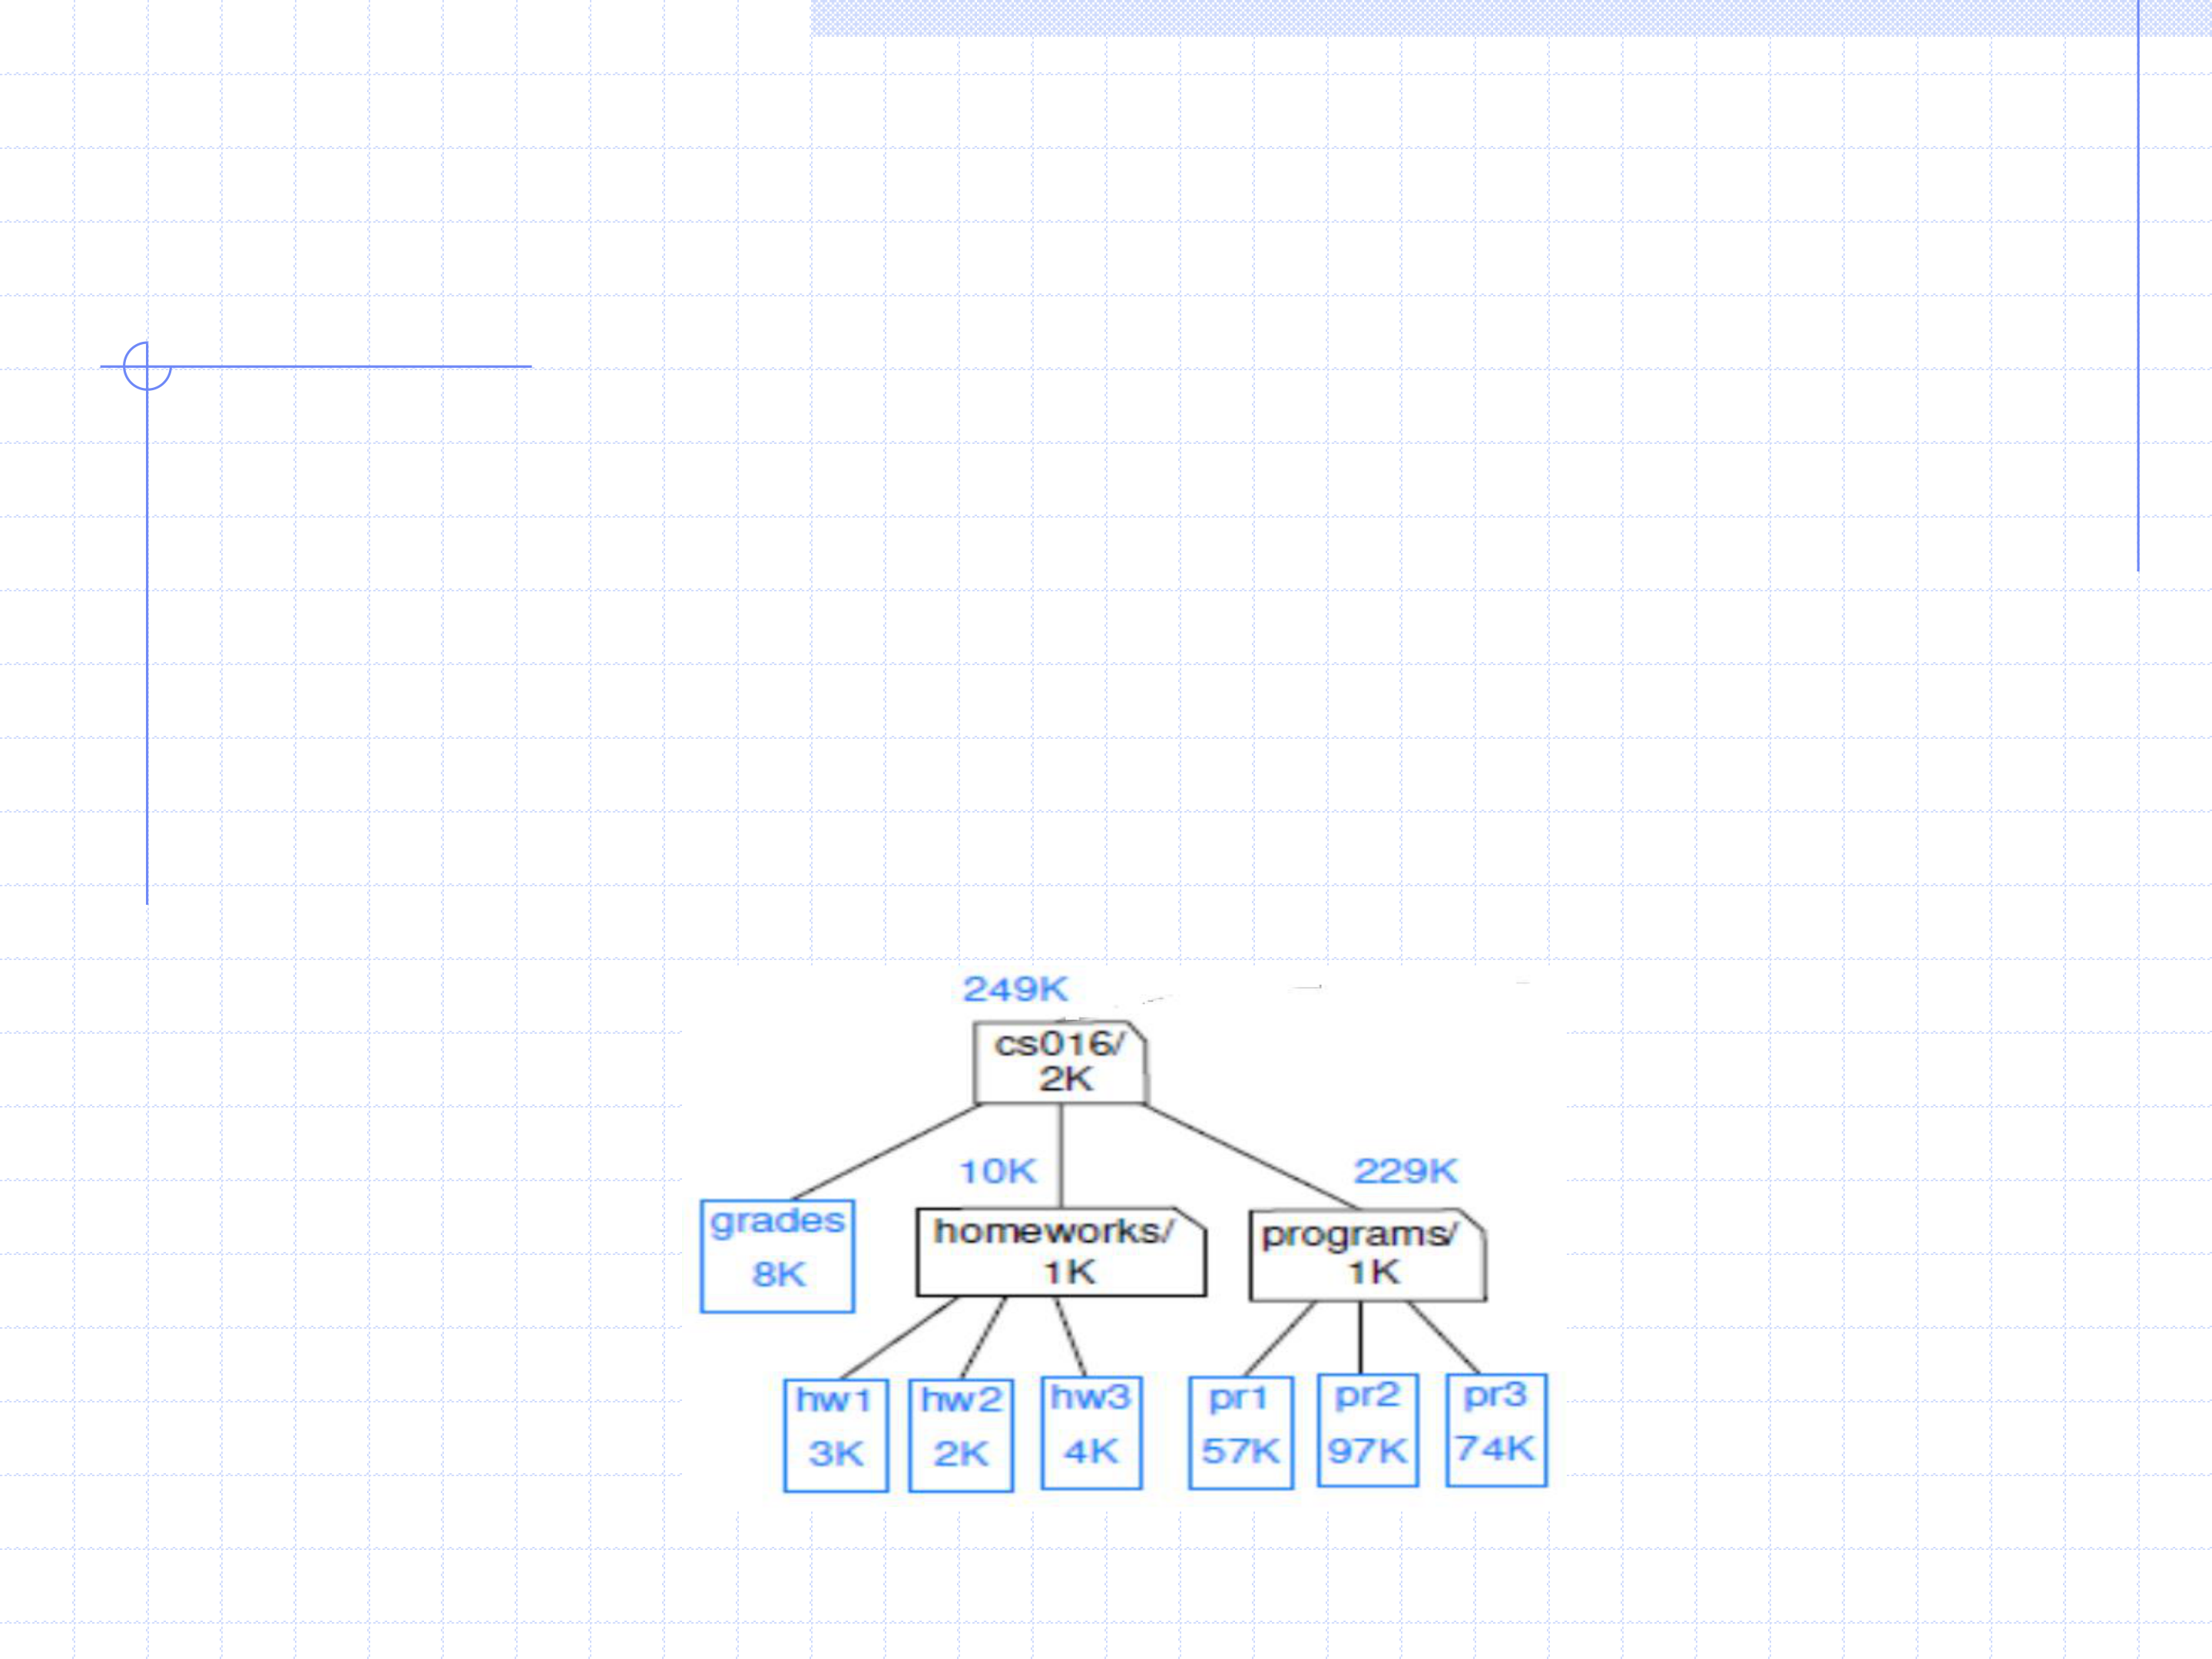 249K
cs016/
2K
10K
229K
grades
8K
homeworks/
1K
programs/
1K
hw1
3K
hw2
2K
hw3
4K
pr1
57K
pr2
97K
pr3
74K